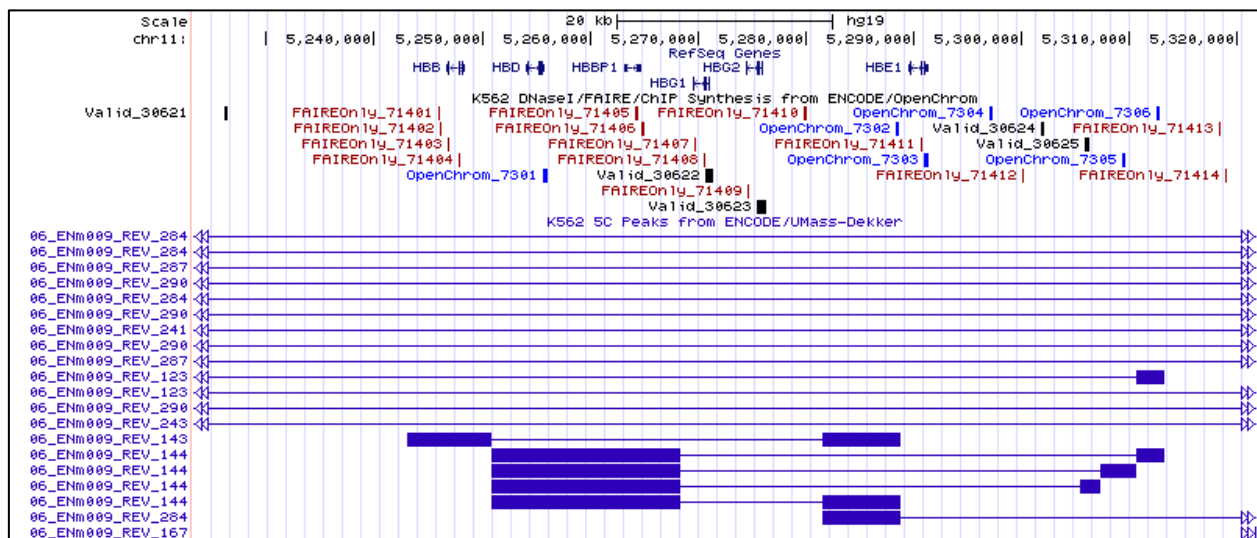 Scale 20 kb hg19
chr11: 5,240,000 5,250,000 5,260,000 5,270,000 5,280,000 5,290,000 5,300,000 5,310,000 5,320,000
RefSeq Genes
HBB HBD HBBP1 HBG2 HBE1
HBG1
K562 DNaseI/FAIRE/ChIP Synthesis from ENCODE/OpenChrom
Valid_30621 FAIREOnly_71401 FAIREOnly_71405 FAIREOnly_71410 OpenChrom_7304 OpenChrom_7306
FAIREOnly_71402 FAIREOnly_71406 OpenChrom_7302 Valid_30624 FAIREOnly_71413
FAIREOnly_71403 FAIREOnly_71407 FAIREOnly_71411 Valid_30625
FAIREOnly_71404 FAIREOnly_71408 OpenChrom_7303 OpenChrom_7305
OpenChrom_7301 Valid_30622 FAIREOnly_71412 FAIREOnly_71414
FAIREOnly_71409
Valid_30623
K562 5C Peaks from ENCODE/UMass-Dekker
06_ENm009_REV_284
06_ENm009_REV_284
06_ENm009_REV_287
06_ENm009_REV_290
06_ENm009_REV_284
06_ENm009_REV_290
06_ENm009_REV_241
06_ENm009_REV_290
06_ENm009_REV_287
06_ENm009_REV_123
06_ENm009_REV_123
06_ENm009_REV_290
06_ENm009_REV_243
06_ENm009_REV_143
06_ENm009_REV_144
06_ENm009_REV_144
06_ENm009_REV_144
06_ENm009_REV_144
06_ENm009_REV_284
06_ENm009_REV_167